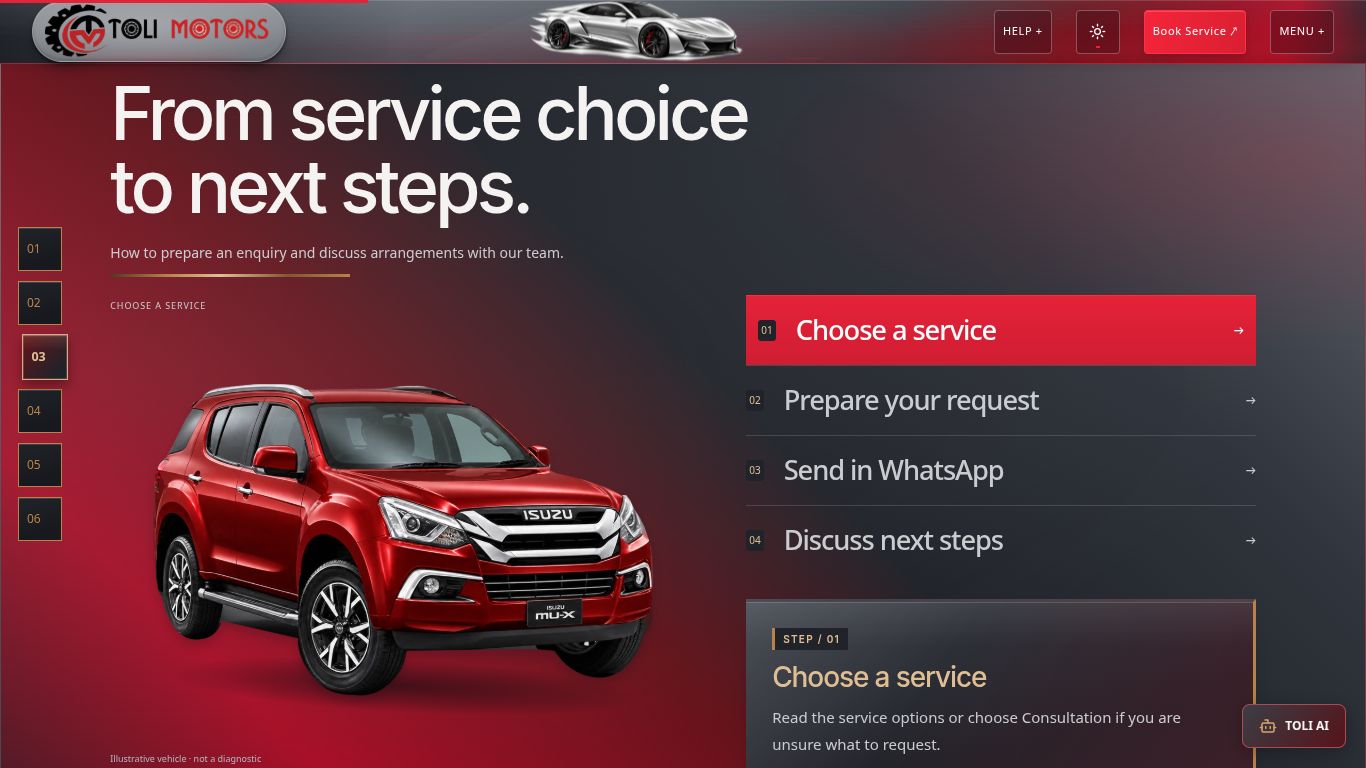 TOLI MOTORS
HELP +
Book Service ↗
MENU +
From service choice
to next steps.
How to prepare an enquiry and discuss arrangements with our team.
CHOOSE A SERVICE
01
02
03
04
05
06
ISUZU
ISUZU
mu-X
Illustrative vehicle · not a diagnostic
01 Choose a service →
02 Prepare your request →
03 Send in WhatsApp →
04 Discuss next steps →
STEP / 01
Choose a service
Read the service options or choose Consultation if you are
unsure what to request.
TOLI AI